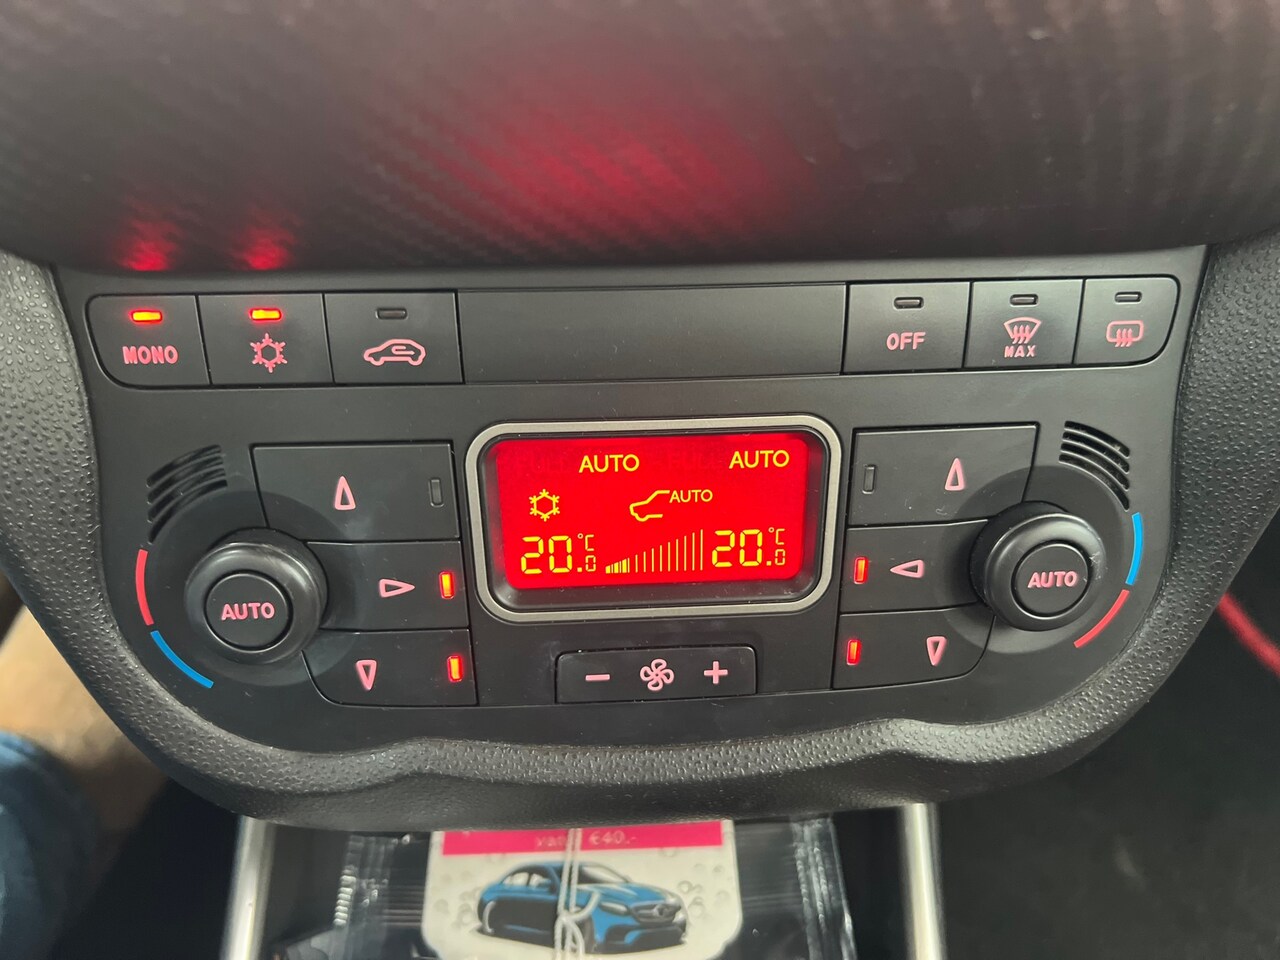 MONO
OFF
MAX
AUTO AUTO
AUTO
20.0 °C 20.0 °C
AUTO
AUTO
- +
€40,-